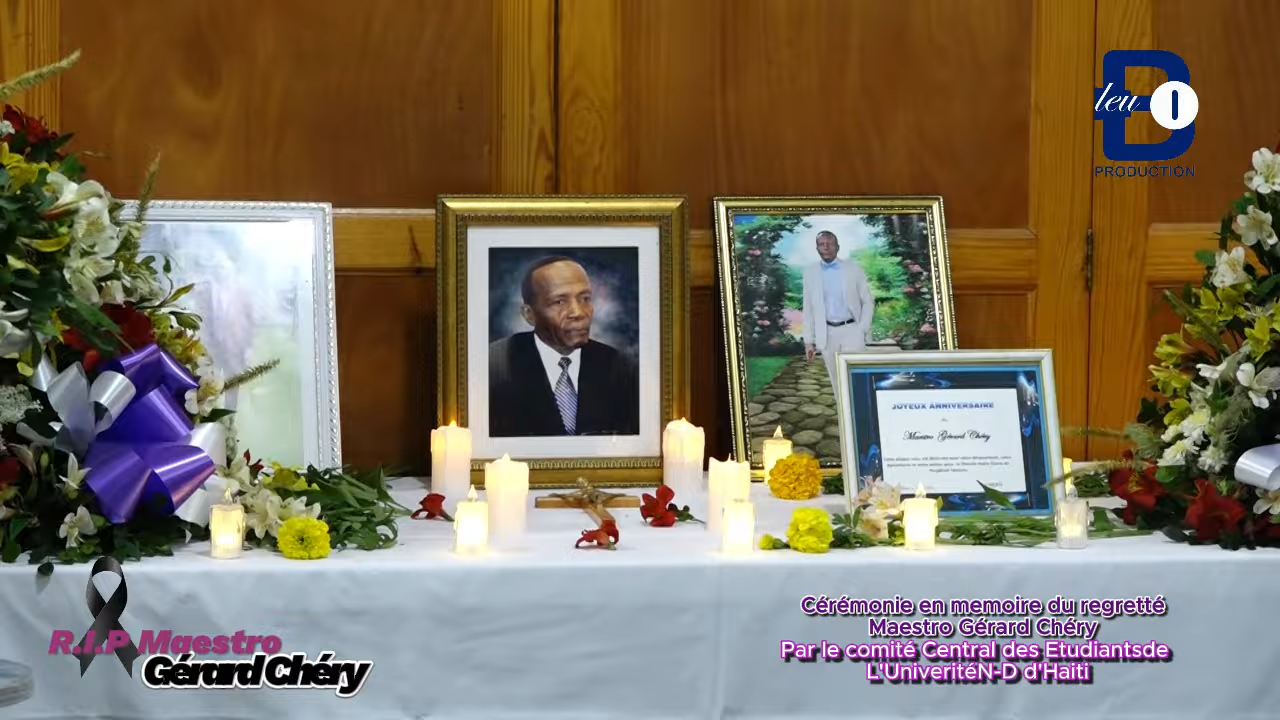 leu
B
1
PRODUCTION
JOYEUX ANNIVERSAIRE
Maestro Gérard Chéry
Cérémonie en memoire du regretté
Maestro Gérard Chéry
Par le comité Central des Etudiantsde
L'UniveritéN-D d'Haiti
R.I.P Maestro
Gérard Chéry